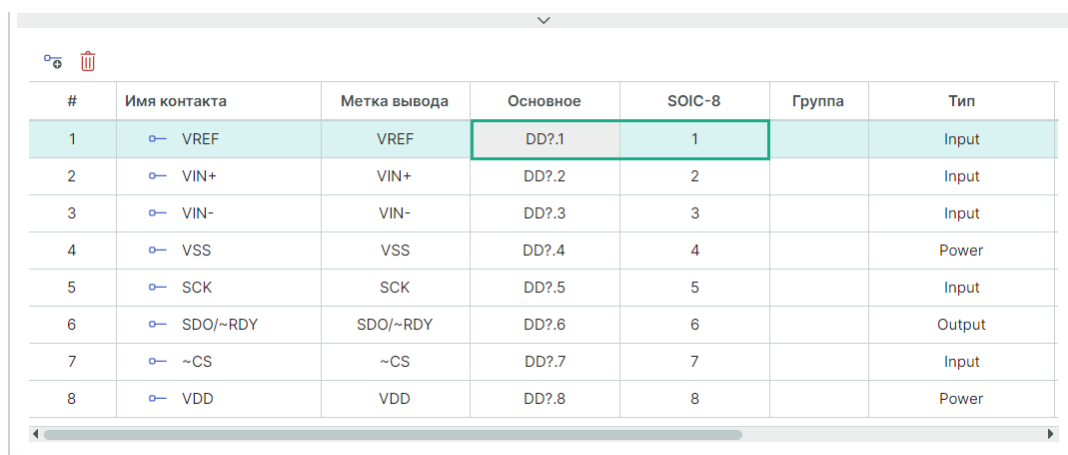 # Имя контакта Метка вывода Основное SOIC-8 Группа Тип
1 VREF VREF DD?.1 1 Input
2 VIN+ VIN+ DD?.2 2 Input
3 VIN- VIN- DD?.3 3 Input
4 VSS VSS DD?.4 4 Power
5 SCK SCK DD?.5 5 Input
6 SDO/~RDY SDO/~RDY DD?.6 6 Output
7 ~CS ~CS DD?.7 7 Input
8 VDD VDD DD?.8 8 Power